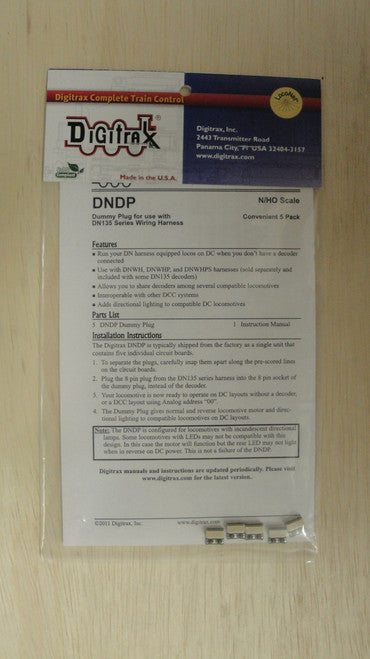 Digitrax Complete Train Control
LocoNet
DIGITRAX ®
Digitrax, Inc.
2443 Transmitter Road
Panama City, Fl USA 32404-3157
www.digitrax.com
Compliant
Made in the U.S.A.
DNDP N/HO Scale
Dummy Plug for use with Convenient 5 Pack
DN135 Series Wiring Harness
Features
■ Run your DN harness equipped locos on DC when you don't have a decoder
connected
■ Use with DNWH, DNWHP, and DNWHPS harnesses (sold separately and
included with some DN135 decoders)
■ Allows you to share decoders among several compatible locomotives
■ Interoperable with other DCC systems
■ Adds directional lighting to compatible DC locomotives
Parts List
5 DNDP Dummy Plug 1 Instruction Manual
Installation Instructions
The Digitrax DNDP is typically shipped from the factory as a single unit that
contains five individual circuit boards.
1. To separate the plugs, carefully snap them apart along the pre-scored lines
on the circuit boards.
2. Plug the 8 pin plug from the DN135 series harness into the 8 pin socket of
the dummy plug, instead of the decoder.
3. Your locomotive is now ready to operate on DC layouts without a decoder,
or a DCC layout using Analog address "00".
4. The Dummy Plug gives normal and reverse locomotive motor and direc-
tional lighting to compatible locomotives on DC layouts.
Note: The DNDP is configured for locomotives with incandescent directional
lamps. Some locomotives with LEDs may not be compatible with this
design. In this case the motor will function but the rear LED may not light
when in reverse on DC power. This is not a failure of the DNDP.
Digitrax manuals and instructions are updated periodically. Please visit
www.digitrax.com for the latest version.
©2011 Digitrax, Inc. www.digitrax.com